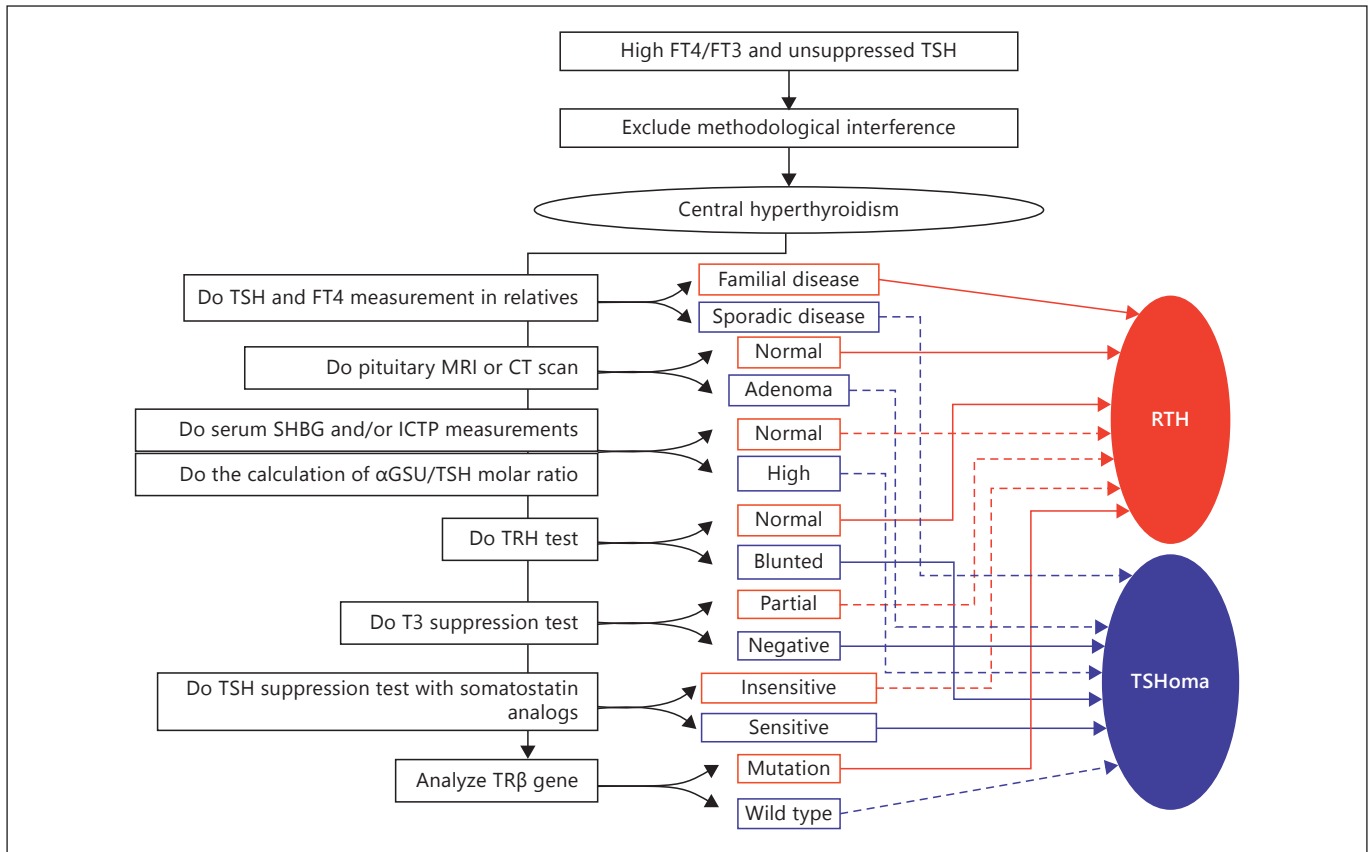 High FT4/FT3 and unsuppressed TSH
Exclude methodological interference
Central hyperthyroidism
Do TSH and FT4 measurement in relatives
Familial disease
Sporadic disease
Do pituitary MRI or CT scan
Normal
Adenoma
Do serum SHBG and/or ICTP measurements
Do the calculation of αGSU/TSH molar ratio
Normal
High
Do TRH test
Normal
Blunted
Do T3 suppression test
Partial
Negative
Do TSH suppression test with somatostatin
analogs
Insensitive
Sensitive
Analyze TRβ gene
Mutation
Wild type
RTH
TSHoma